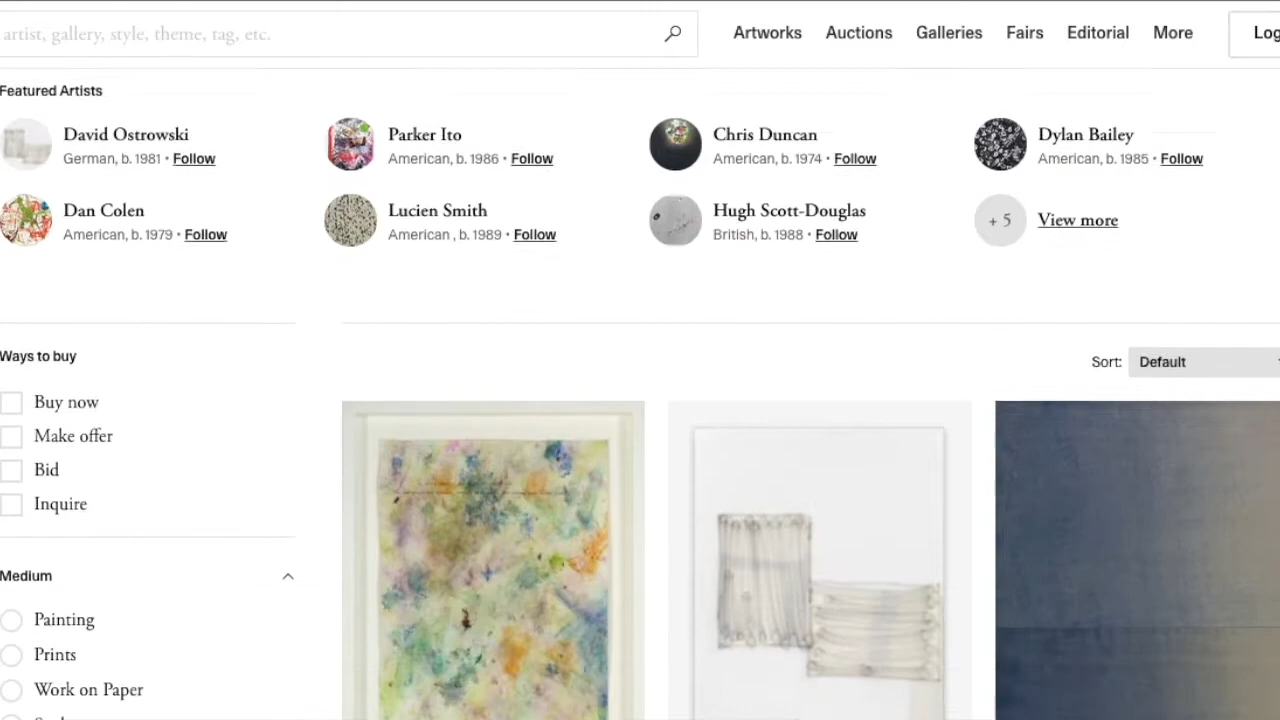 artist, gallery, style, theme, tag, etc.
Artworks Auctions Galleries Fairs Editorial More Log
Featured Artists
David Ostrowski
German, b. 1981 • Follow
Parker Ito
American, b. 1986 • Follow
Chris Duncan
American, b. 1974 • Follow
Dylan Bailey
American, b. 1985 • Follow
Dan Colen
American, b. 1979 • Follow
Lucien Smith
American , b. 1989 • Follow
Hugh Scott-Douglas
British, b. 1988 • Follow
+ 5 View more
Ways to buy
Sort: Default
Buy now
Make offer
Bid
Inquire
Medium
Painting
Prints
Work on Paper